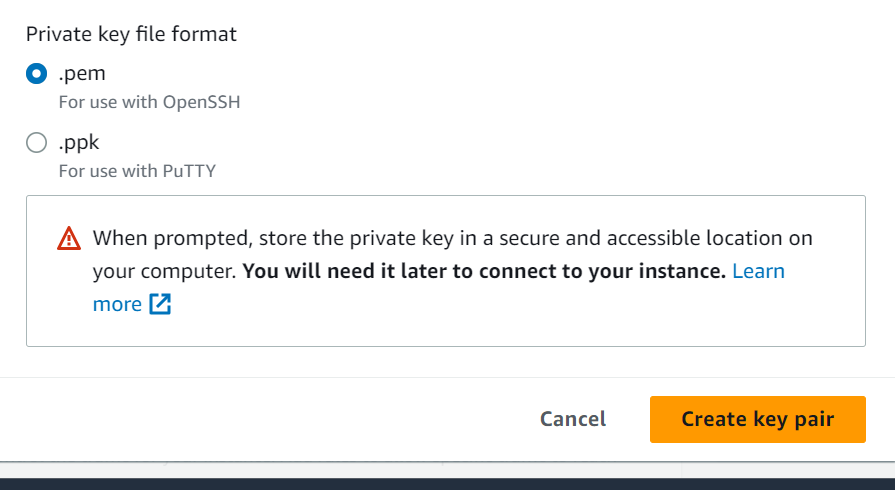 Private key file format
.pem
For use with OpenSSH
.ppk
For use with PuTTY
When prompted, store the private key in a secure and accessible location on
your computer. You will need it later to connect to your instance. Learn
more
Cancel
Create key pair